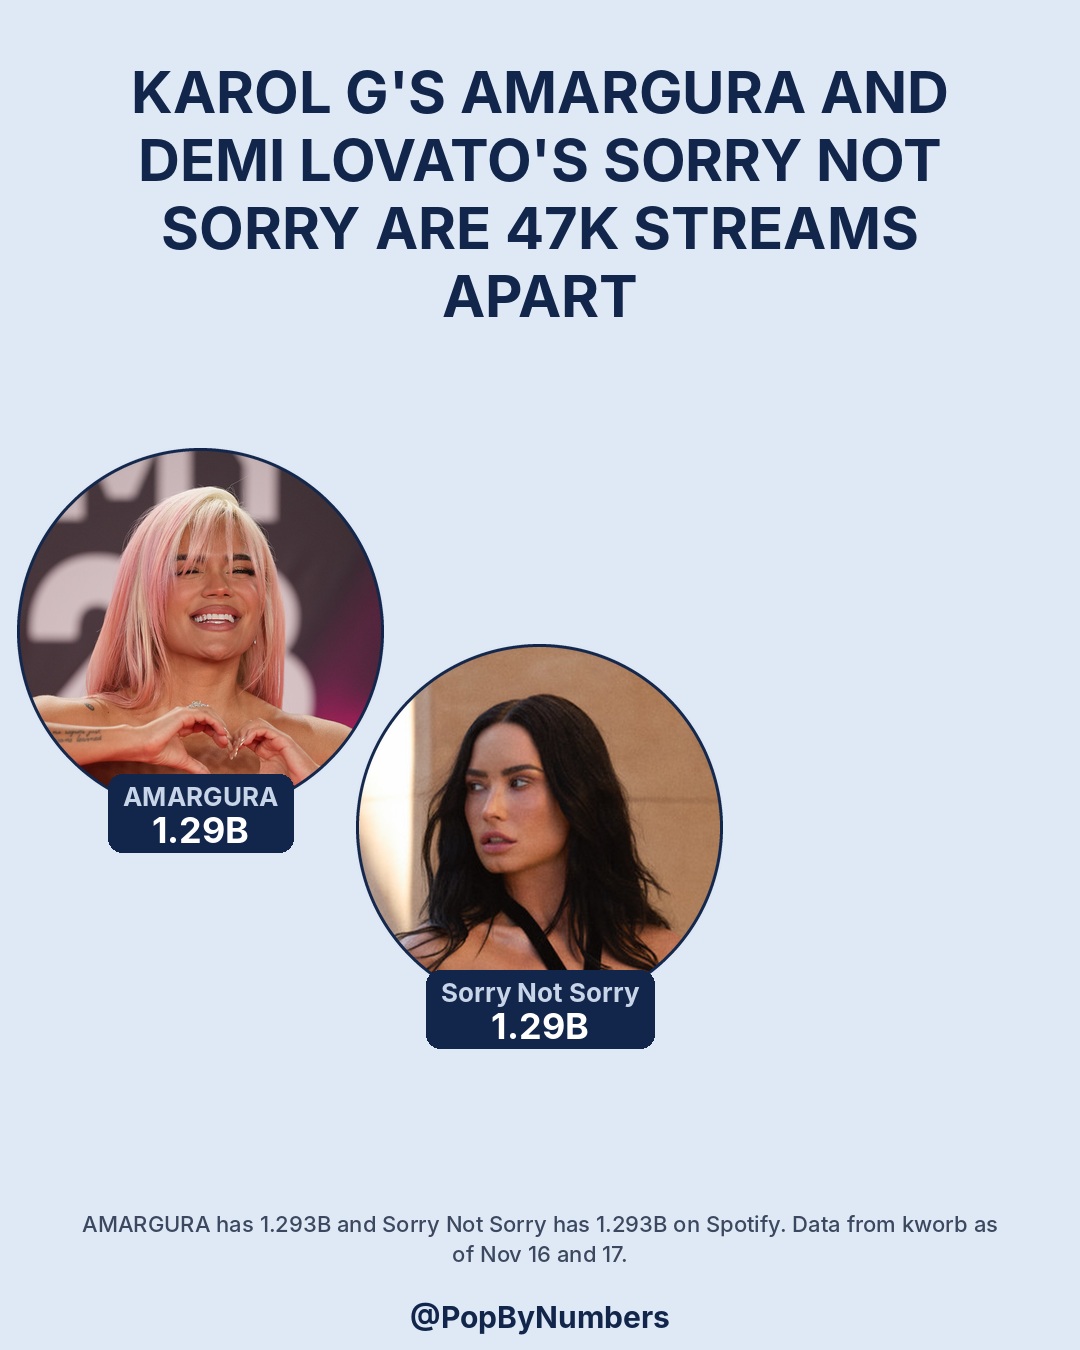 KAROL G'S AMARGURA AND
DEMI LOVATO'S SORRY NOT
SORRY ARE 47K STREAMS
APART
AMARGURA
1.29B
Sorry Not Sorry
1.29B
AMARGURA has 1.293B and Sorry Not Sorry has 1.293B on Spotify. Data from kworb as
of Nov 16 and 17.
@PopByNumbers